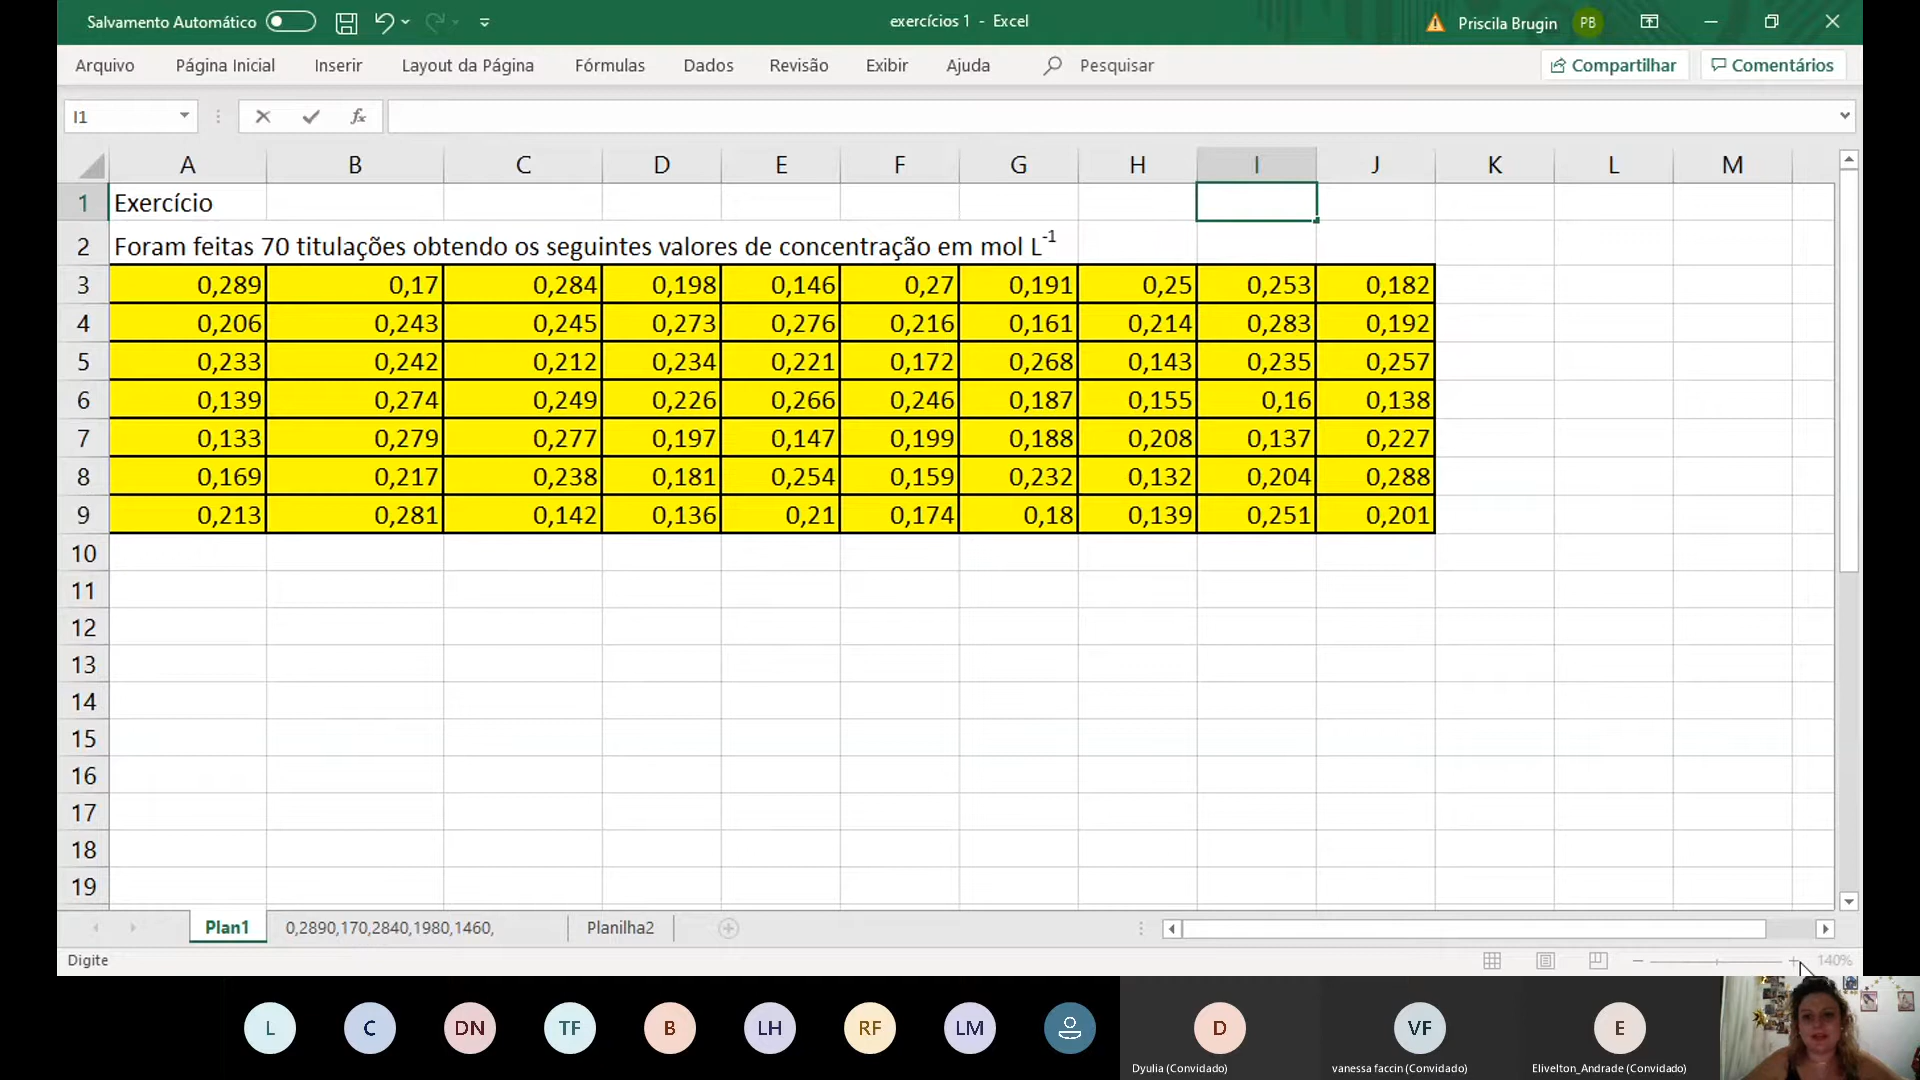 Salvamento Automático
exercícios 1 - Excel
Priscila Brugin PB
Arquivo Página Inicial Inserir Layout da Página Fórmulas Dados Revisão Exibir Ajuda Pesquisar Compartilhar Comentários
I1 fx
A B C D E F G H I J K L M
1 Exercício
2 Foram feitas 70 titulações obtendo os seguintes valores de concentração em mol L-1
3 0,289 0,17 0,284 0,198 0,146 0,27 0,191 0,25 0,253 0,182
4 0,206 0,243 0,245 0,273 0,276 0,216 0,161 0,214 0,283 0,192
5 0,233 0,242 0,212 0,234 0,221 0,172 0,268 0,143 0,235 0,257
6 0,139 0,274 0,249 0,226 0,266 0,246 0,187 0,155 0,16 0,138
7 0,133 0,279 0,277 0,197 0,147 0,199 0,188 0,208 0,137 0,227
8 0,169 0,217 0,238 0,181 0,254 0,159 0,232 0,132 0,204 0,288
9 0,213 0,281 0,142 0,136 0,21 0,174 0,18 0,139 0,251 0,201
10
11
12
13
14
15
16
17
18
19
Plan1 0,2890,170,2840,1980,1460, Planilha2
Digite 140%
L C DN TF B LH RF LM D VF E
Dyulia (Convidado) vanessa faccin (Convidado) Elivelton_Andrade (Convidado)